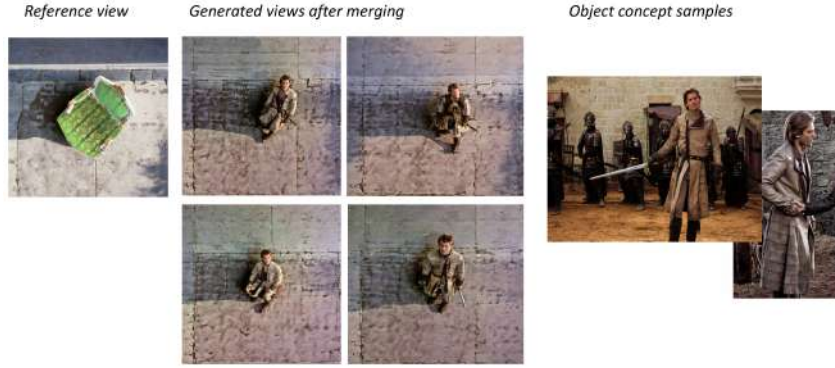 Reference view
Generated views after merging
Object concept samples